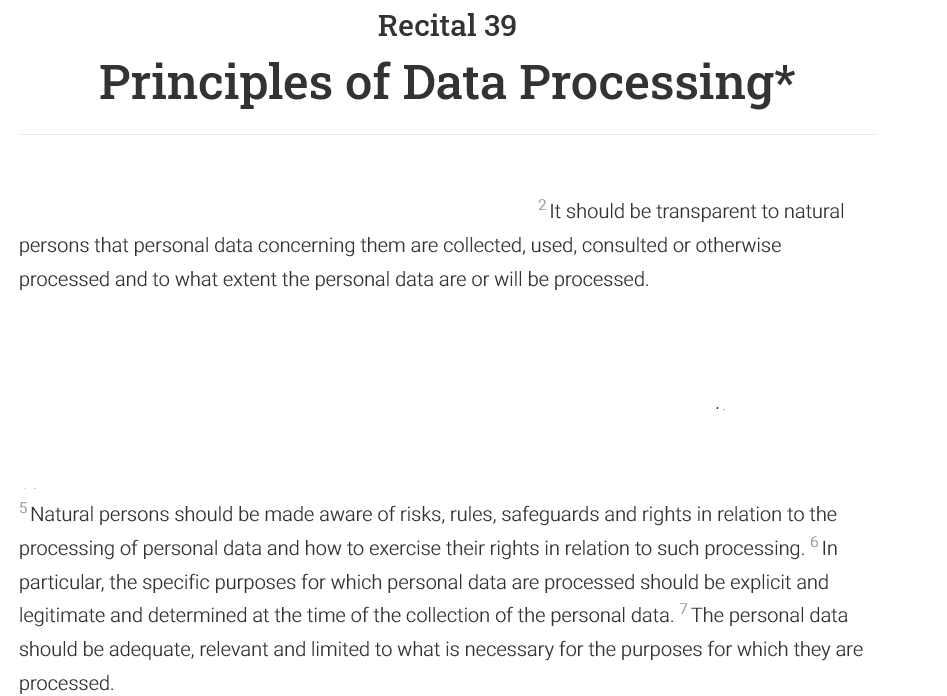 Recital 39
Principles of Data Processing*
2 It should be transparent to natural
persons that personal data concerning them are collected, used, consulted or otherwise
processed and to what extent the personal data are or will be processed.
5 Natural persons should be made aware of risks, rules, safeguards and rights in relation to the
processing of personal data and how to exercise their rights in relation to such processing. 6 In
particular, the specific purposes for which personal data are processed should be explicit and
legitimate and determined at the time of the collection of the personal data. 7 The personal data
should be adequate, relevant and limited to what is necessary for the purposes for which they are
processed.